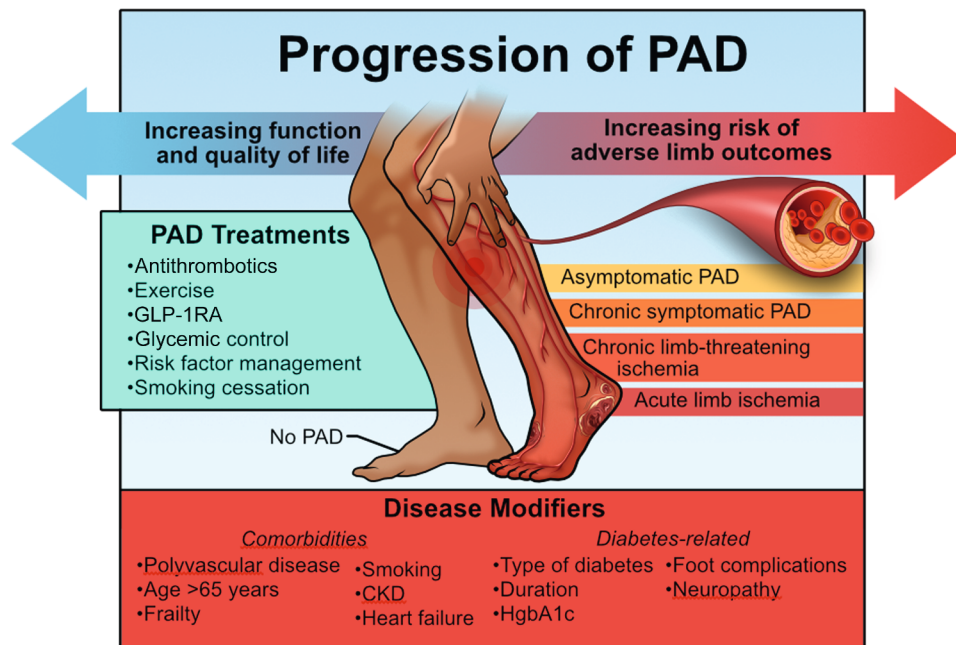 Progression of PAD
Increasing function
and quality of life
Increasing risk of
adverse limb outcomes
PAD Treatments
•Antithrombotics
•Exercise
•GLP-1RA
•Glycemic control
•Risk factor management
•Smoking cessation
Asymptomatic PAD
Chronic symptomatic PAD
Chronic limb-threatening
ischemia
Acute limb ischemia
No PAD
Disease Modifiers
Comorbidities
•Polyvascular disease
•Age >65 years
•Frailty
•Smoking
•CKD
•Heart failure
Diabetes-related
•Type of diabetes
•Duration
•HgbA1c
•Foot complications
•Neuropathy